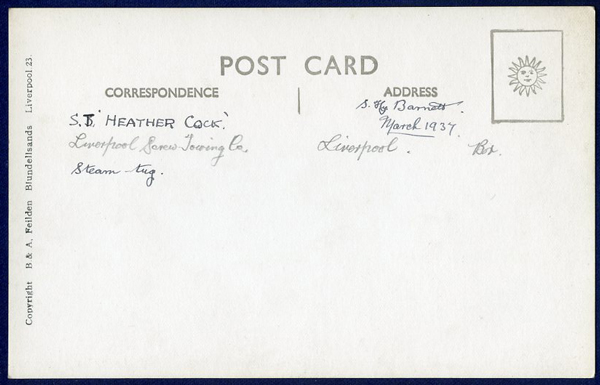 POST CARD
CORRESPONDENCE
ADDRESS
S. Barnett.
March 1937.
S.T. 'HEATHER COCK'.
Liverpool Screw Towing Co.
Liverpool.
Br.
Steam tug.
Copyright B & A. Feilden Blundellsands Liverpool 23.